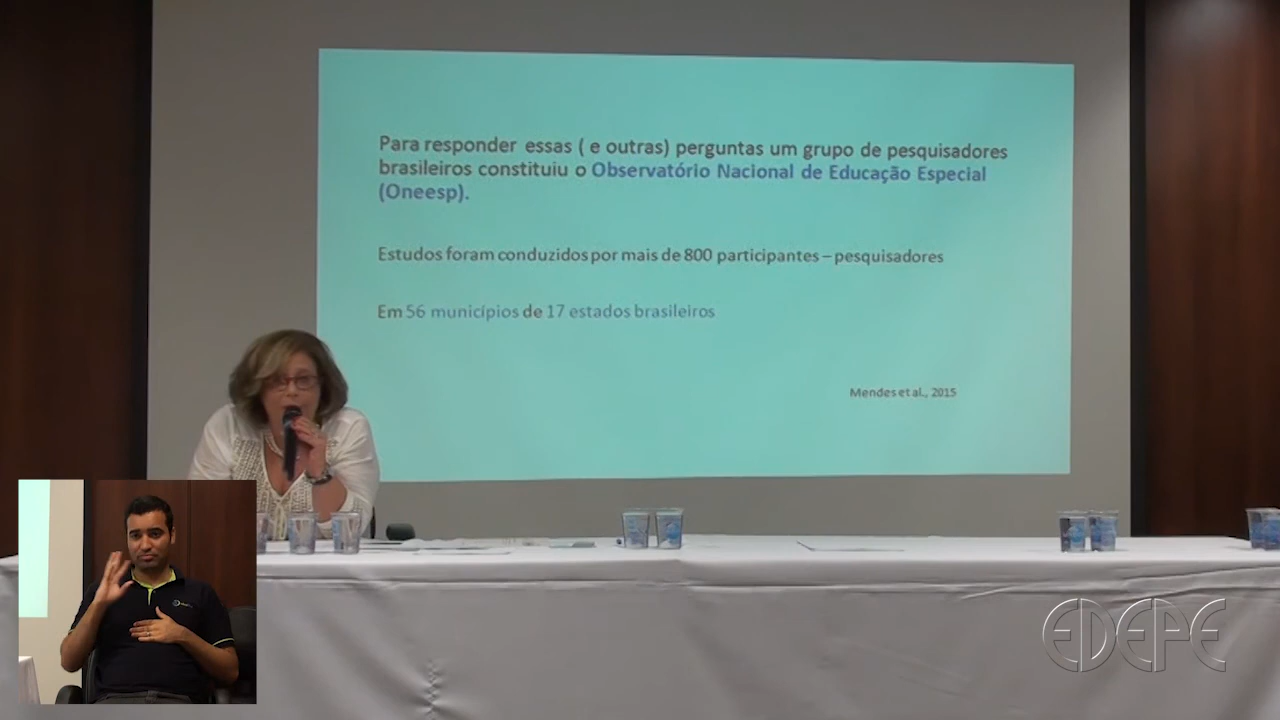 Para responder essas ( e outras) perguntas um grupo de pesquisadores
brasileiros constituiu o Observatório Nacional de Educação Especial
(Oneesp).
Estudos foram conduzidos por mais de 800 participantes – pesquisadores
Em 56 municípios de 17 estados brasileiros
Mendes et al., 2015
EDEPE